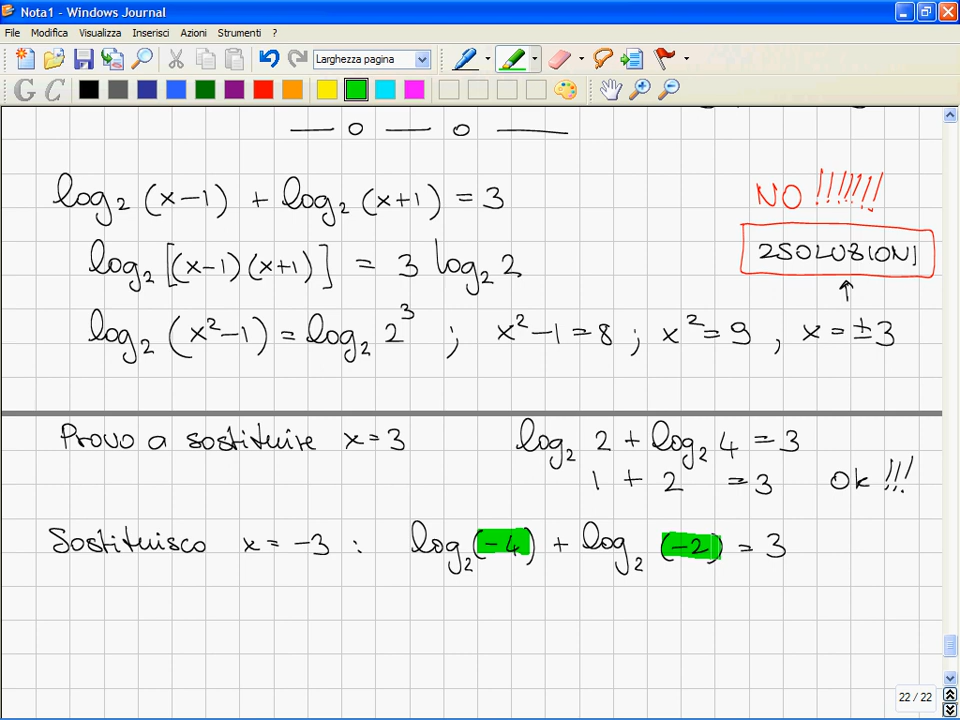 Nota1 - Windows Journal
File Modifica Visualizza Inserisci Azioni Strumenti ?
Larghezza pagina
G C
log₂ (x-1) + log₂ (x+1) = 3
NO !!!!!!!
log₂ [(x-1)(x+1)] = 3 log₂ 2
2 SOLUZIONI
log₂ (x²-1) = log₂ 2³ ; x²-1=8 ; x²=9 , x=±3
Provo a sostituire x=3 log₂ 2 + log₂ 4 = 3
1 + 2 = 3 Ok !!!
Sostituisco x = -3 : log₂(-4) + log₂ (-2) = 3
22 / 22